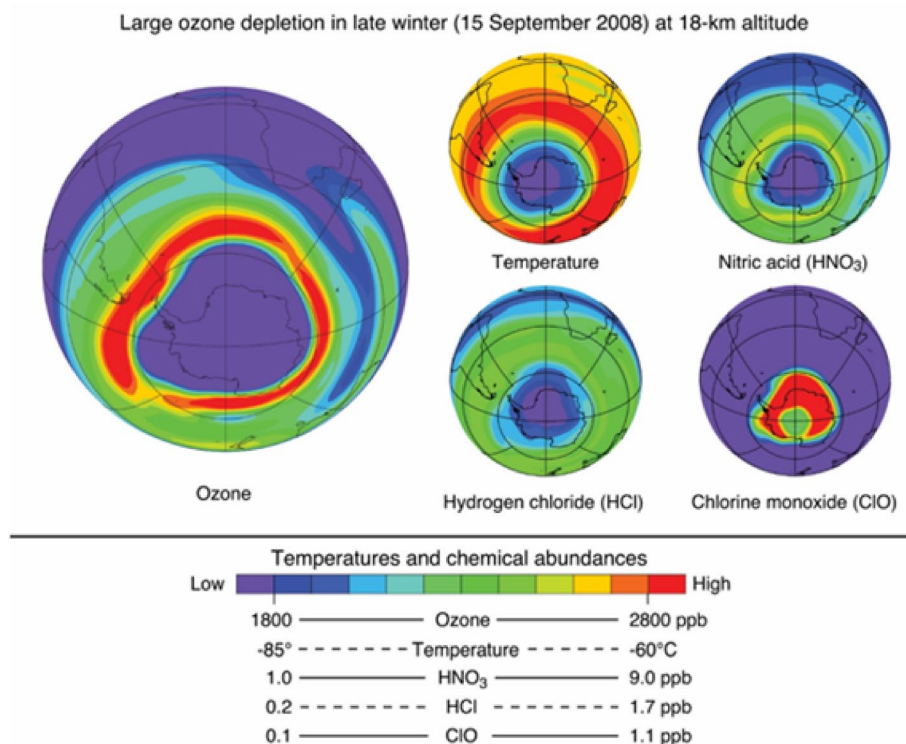 Large ozone depletion in late winter (15 September 2008) at 18-km altitude
Ozone
Temperature
Nitric acid (HNO₃)
Hydrogen chloride (HCl)
Chlorine monoxide (ClO)
Temperatures and chemical abundances
Low High
1800 Ozone 2800 ppb
-85° Temperature -60°C
1.0 HNO₃ 9.0 ppb
0.2 HCl 1.7 ppb
0.1 ClO 1.1 ppb